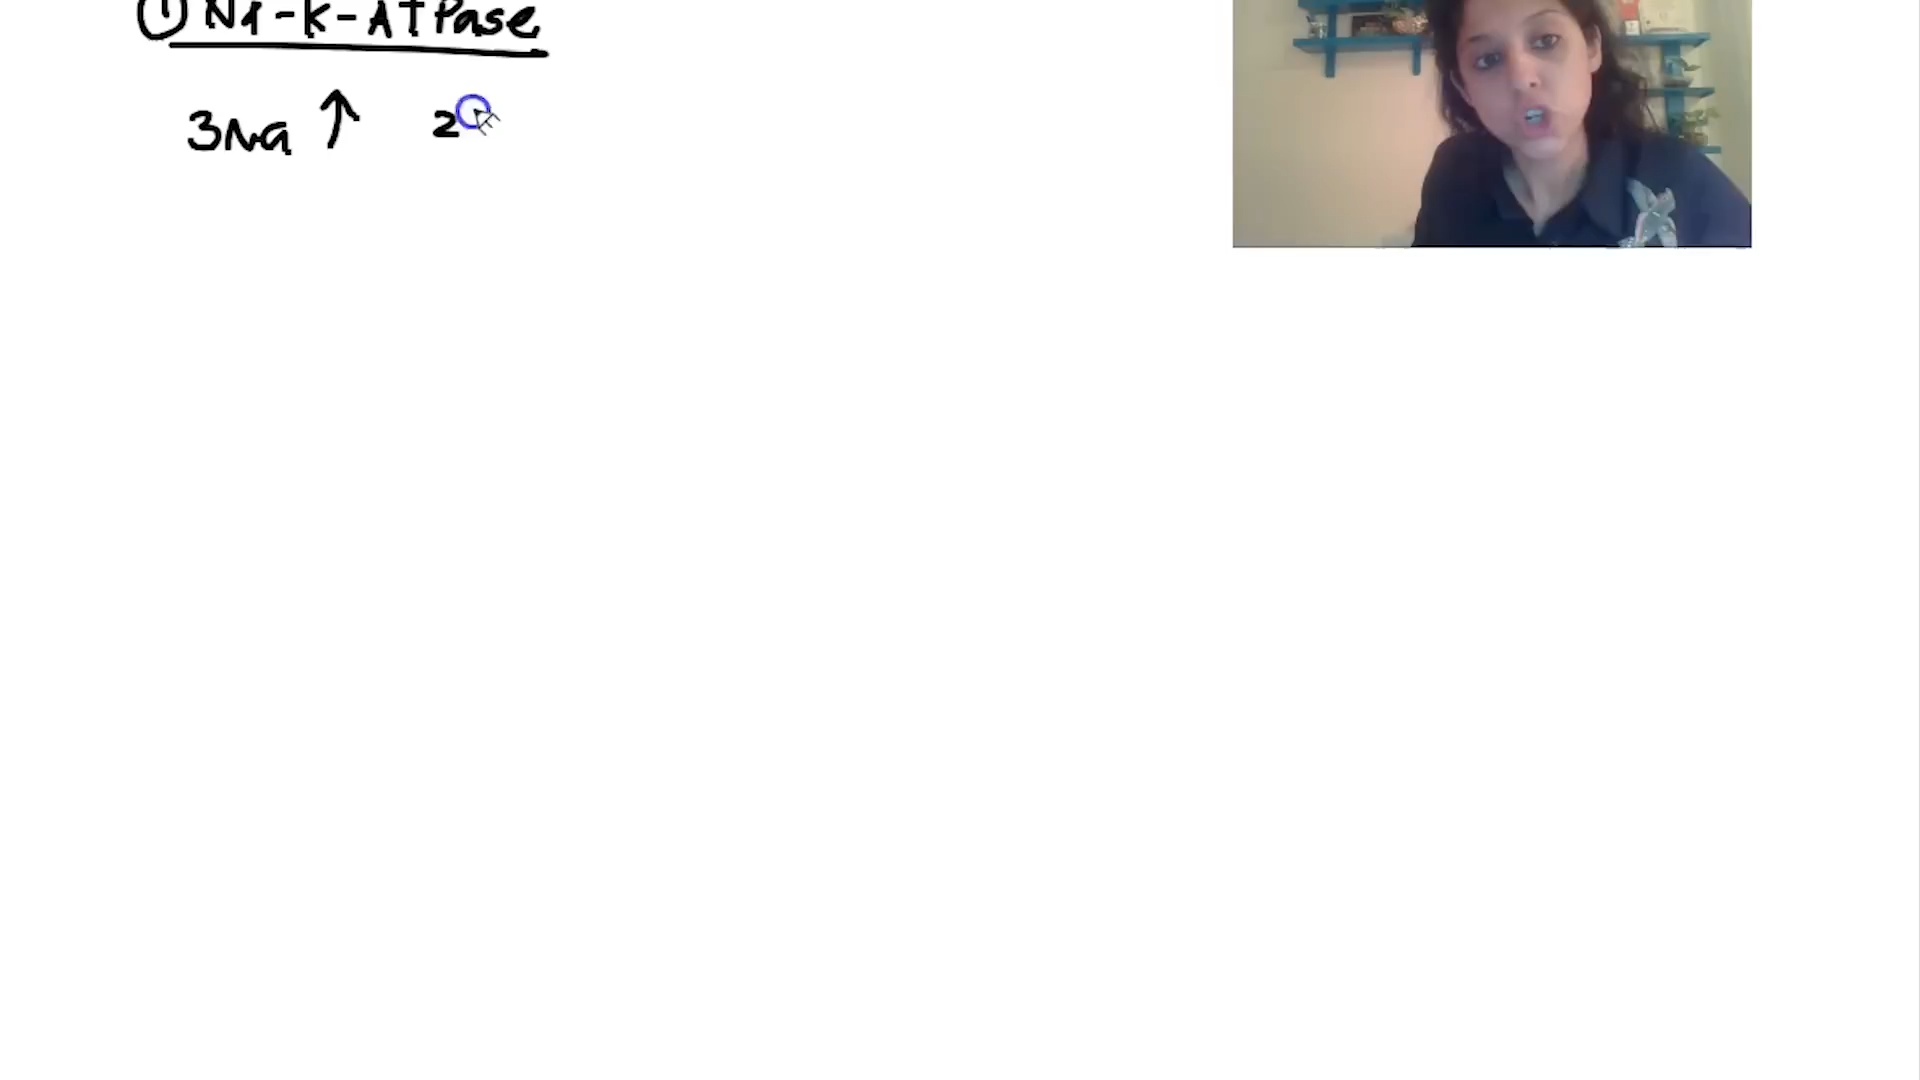 ① Na-K-ATPase
3Na ↑ 2